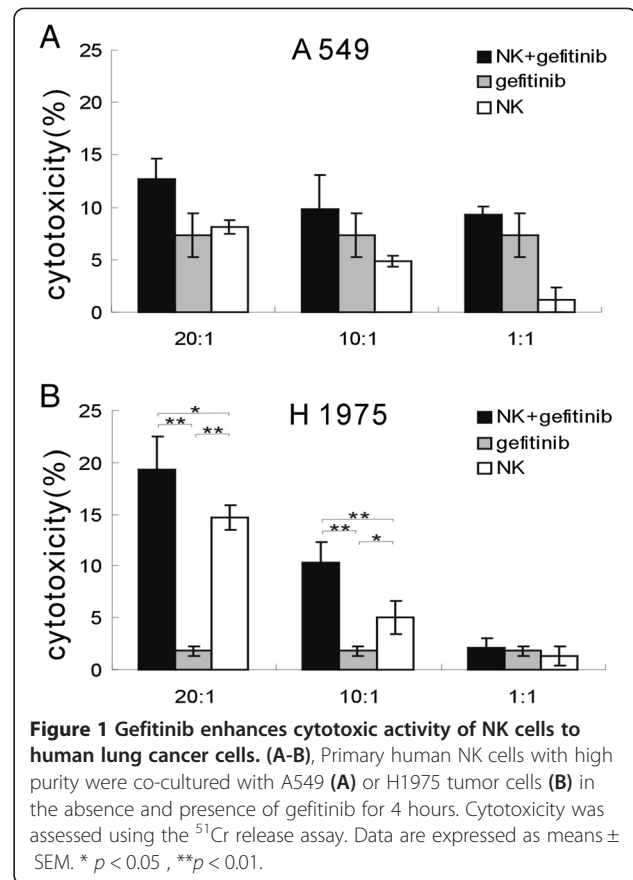 A
A 549
25
20
15
10
5
0
cytotoxicity(%)
NK+gefitinib
gefitinib
NK
20:1 10:1 1:1
B
H 1975
25
20
15
10
5
0
cytotoxicity(%)
NK+gefitinib
gefitinib
NK
*
**
**
**
**
*
20:1 10:1 1:1
Figure 1 Gefitinib enhances cytotoxic activity of NK cells to
human lung cancer cells. (A-B), Primary human NK cells with high
purity were co-cultured with A549 (A) or H1975 tumor cells (B) in
the absence and presence of gefitinib for 4 hours. Cytotoxicity was
assessed using the ⁵¹Cr release assay. Data are expressed as means ±
SEM. * p < 0.05 , **p < 0.01.